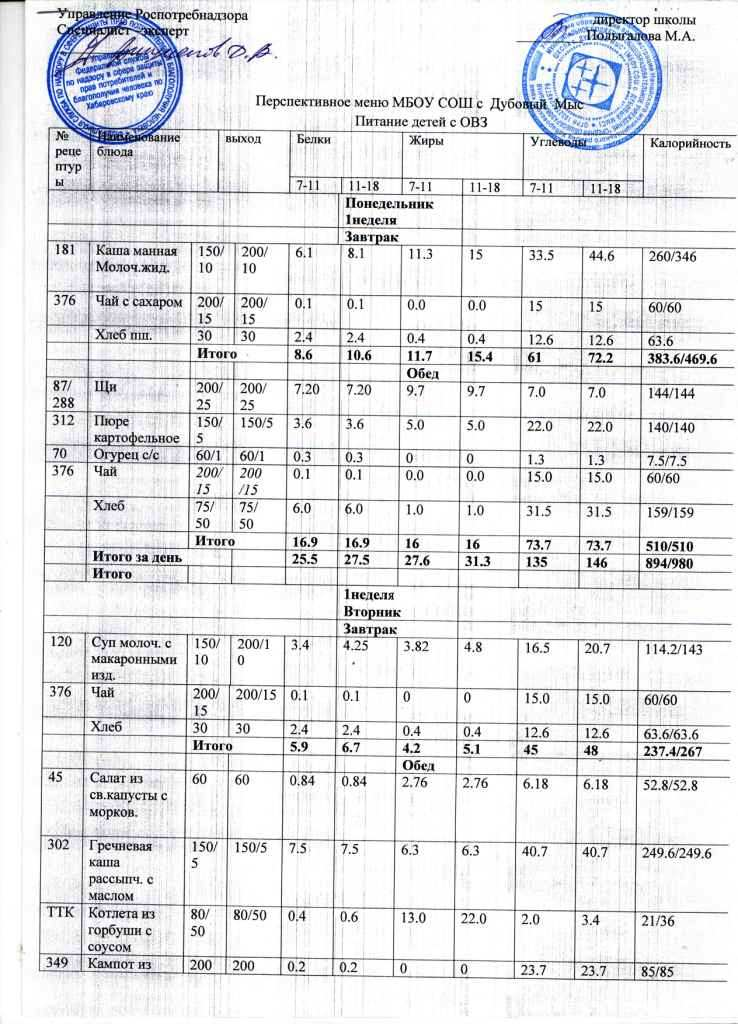 Управление Роспотребнадзора
директор школы
Специалист -эксперт
Подыгалова М.А.
Управление
Федеральной службы
по надзору в сфере защиты
прав потребителей и
благополучия человека по
Хабаровскому краю
Перспективное меню МБОУ СОШ с Дубовый Мыс
Питание детей с ОВЗ
№ рецептуры Наименование блюда выход Белки Жиры Углеводы Калорийность
7-11 11-18 7-11 11-18 7-11 11-18
Понедельник
1неделя
Завтрак
181 Каша манная 150/ 200/ 6.1 8.1 11.3 15 33.5 44.6 260/346
Молоч.жид. 10 10
376 Чай с сахаром 200/ 200/ 0.1 0.1 0.0 0.0 15 15 60/60
15 15
Хлеб пш. 30 30 2.4 2.4 0.4 0.4 12.6 12.6 63.6
Итого 8.6 10.6 11.7 15.4 61 72.2 383.6/469.6
Обед
87/ Щи 200/ 200/ 7.20 7.20 9.7 9.7 7.0 7.0 144/144
288 25 25
312 Пюре 150/ 150/5 3.6 3.6 5.0 5.0 22.0 22.0 140/140
картофельное 5
70 Огурец с/с 60/1 60/1 0.3 0.3 0 0 1.3 1.3 7.5/7.5
376 Чай 200/ 200 0.1 0.1 0.0 0.0 15.0 15.0 60/60
15 /15
Хлеб 75/ 75/ 6.0 6.0 1.0 1.0 31.5 31.5 159/159
50 50
Итого 16.9 16.9 16 16 73.7 73.7 510/510
Итого за день 25.5 27.5 27.6 31.3 135 146 894/980
Итого
1неделя
Вторник
Завтрак
120 Суп молоч. с 150/ 200/1 3.4 4.25 3.82 4.8 16.5 20.7 114.2/143
макаронными 10 0
изд.
376 Чай 200/ 200/15 0.1 0.1 0 0 15.0 15.0 60/60
15
Хлеб 30 30 2.4 2.4 0.4 0.4 12.6 12.6 63.6/63.6
Итого 5.9 6.7 4.2 5.1 45 48 237.4/267
Обед
45 Салат из 60 60 0.84 0.84 2.76 2.76 6.18 6.18 52.8/52.8
св.капусты с
морков.
302 Гречневая 150/ 150/5 7.5 7.5 6.3 6.3 40.7 40.7 249.6/249.6
каша 5
рассыпч. с
маслом
ТТК Котлета из 80/ 80/50 0.4 0.6 13.0 22.0 2.0 3.4 21/36
горбуши с 50
соусом
349 Кампот из 200 200 0.2 0.2 0 0 23.7 23.7 85/85